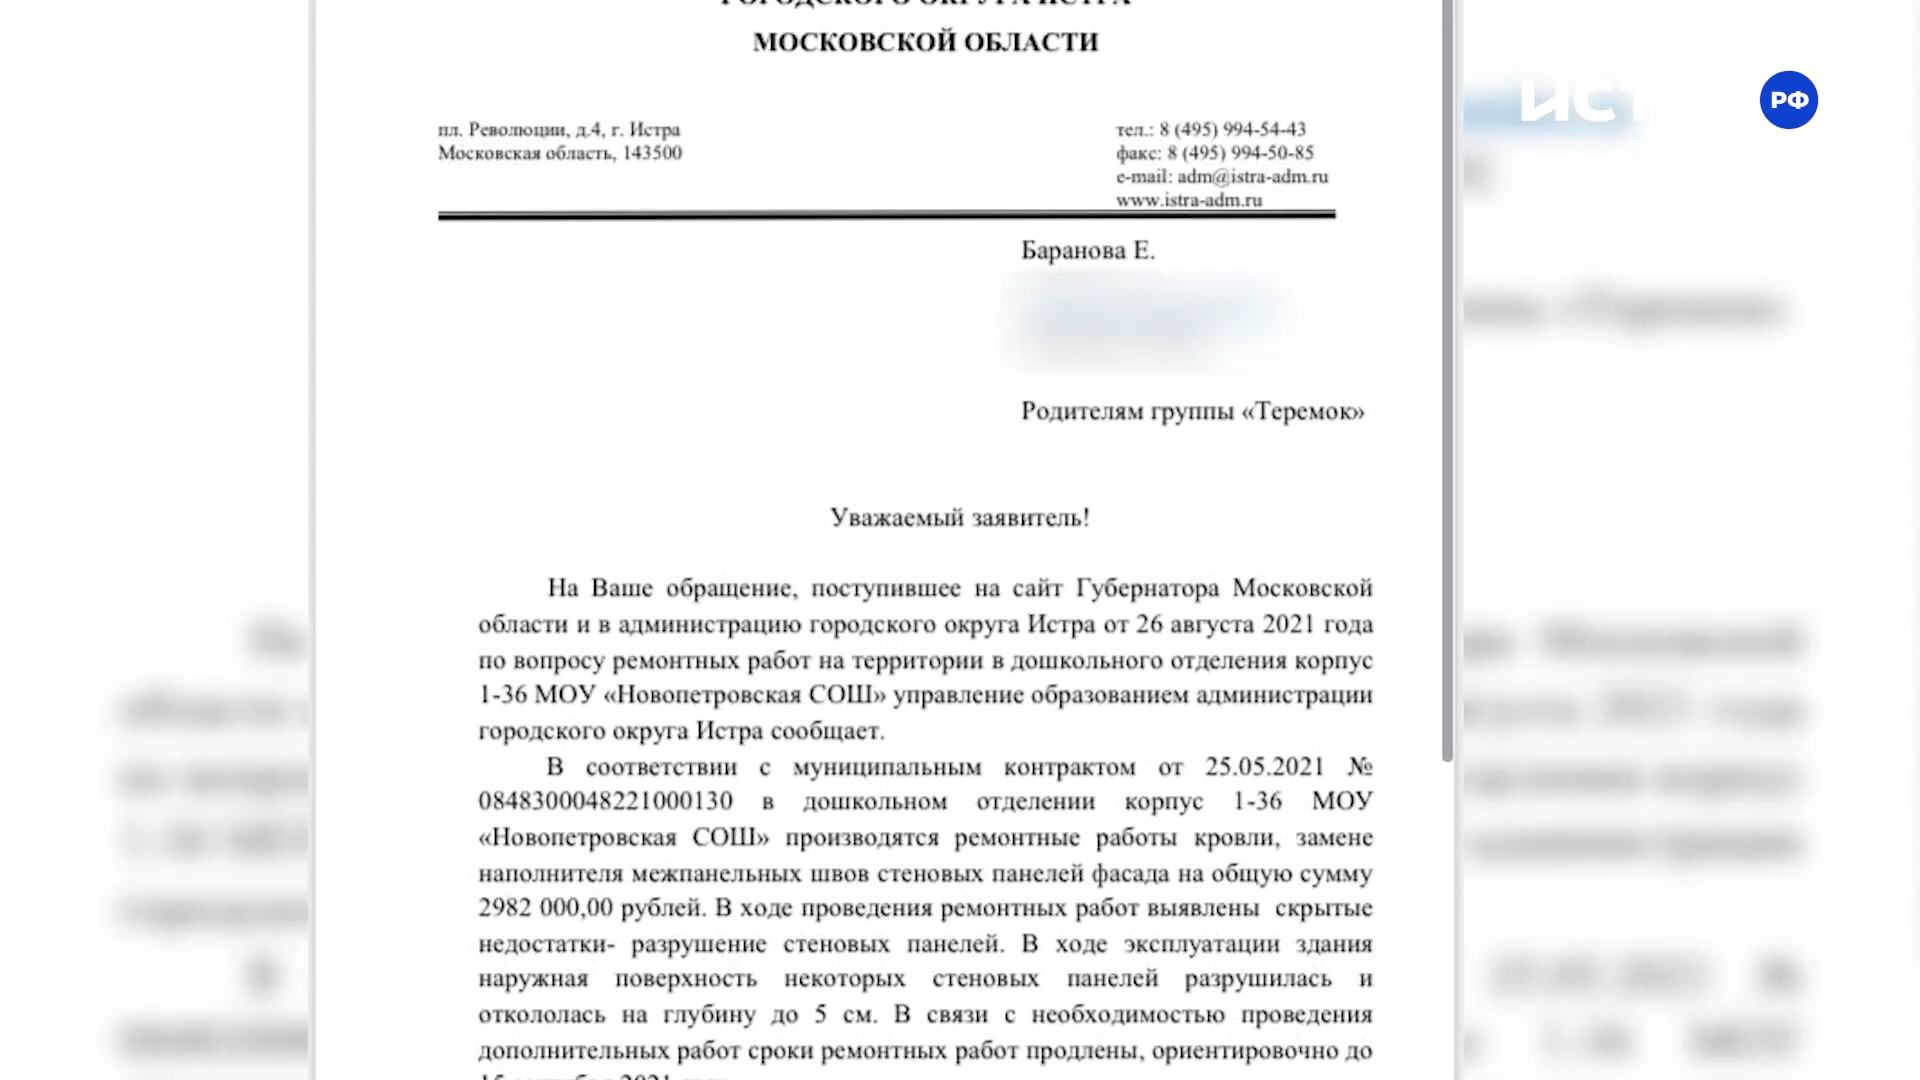 ГОРОДСКОГО ОКРУГА ИСТРА
МОСКОВСКОЙ ОБЛАСТИ
пл. Революции, д.4, г. Истра
Московская область, 143500
тел.: 8 (495) 994-54-43
факс: 8 (495) 994-50-85
e-mail: adm@istra-adm.ru
www.istra-adm.ru
ИСТ
РФ
Баранова Е.
Родителям группы «Теремок»
Уважаемый заявитель!
На Ваше обращение, поступившее на сайт Губернатора Московской
области и в администрацию городского округа Истра от 26 августа 2021 года
по вопросу ремонтных работ на территории в дошкольного отделения корпус
1-36 МОУ «Новопетровская СОШ» управление образованием администрации
городского округа Истра сообщает.
В соответствии с муниципальным контрактом от 25.05.2021 №
0848300048221000130 в дошкольном отделении корпус 1-36 МОУ
«Новопетровская СОШ» производятся ремонтные работы кровли, замене
наполнителя межпанельных швов стеновых панелей фасада на общую сумму
2982 000,00 рублей. В ходе проведения ремонтных работ выявлены скрытые
недостатки- разрушение стеновых панелей. В ходе эксплуатации здания
наружная поверхность некоторых стеновых панелей разрушилась и
откололась на глубину до 5 см. В связи с необходимостью проведения
дополнительных работ сроки ремонтных работ продлены, ориентировочно до